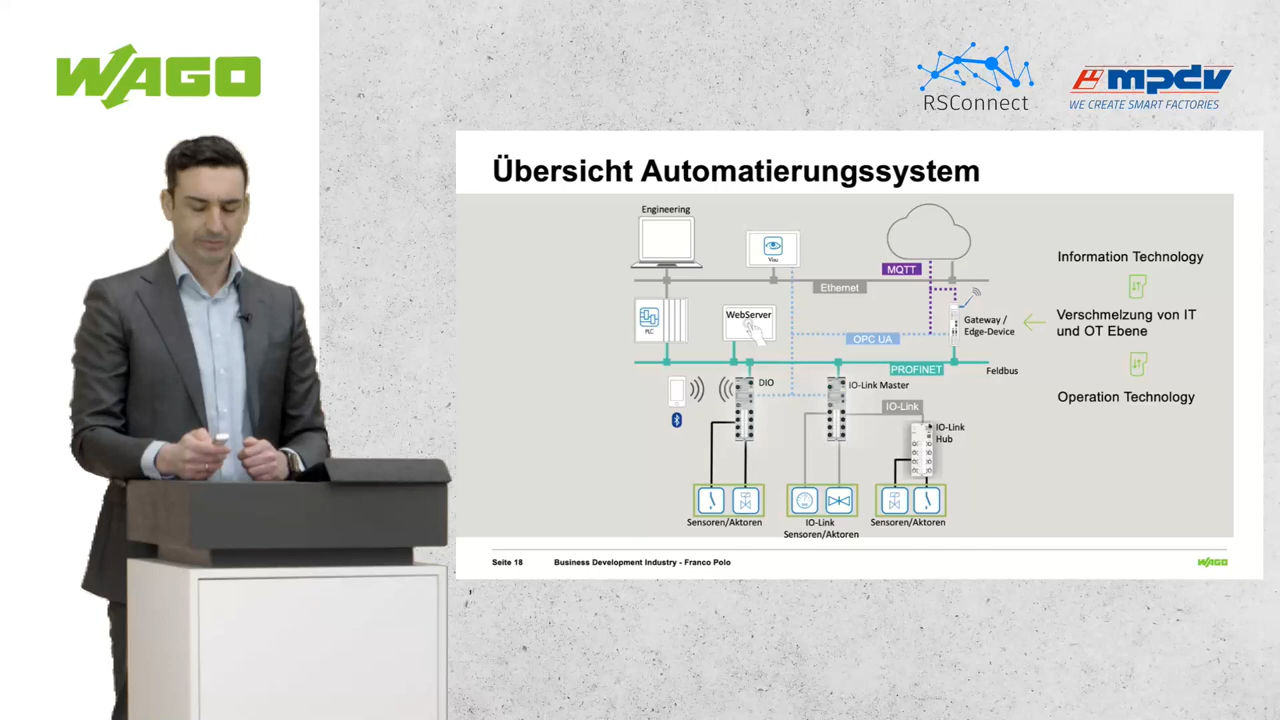 WAGO
RSConnect
mpdv
WE CREATE SMART FACTORIES
Übersicht Automatierungssystem
Engineering
Visu
MQTT
Ethernet
Information Technology
PLC
WebServer
Gateway /
Edge-Device
Verschmelzung von IT
und OT Ebene
OPC UA
PROFINET
Feldbus
DIO
IO-Link Master
Operation Technology
IO-Link
IO-Link
Hub
Sensoren/Aktoren
IO-Link
Sensoren/Aktoren
Sensoren/Aktoren
Seite 18
Business Development Industry - Franco Polo
WAGO